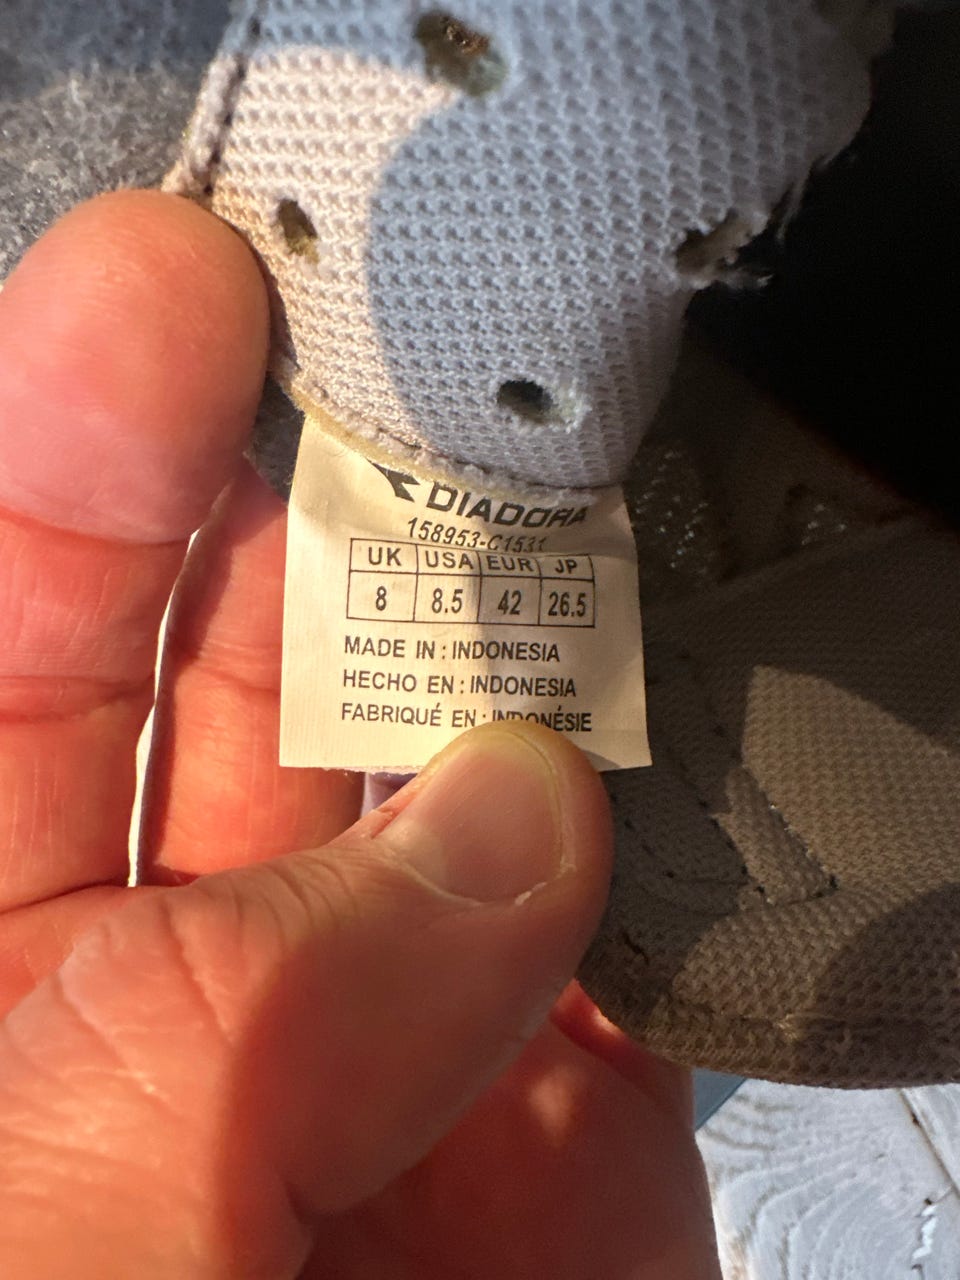 DIADORA
158953-C1531
UK USA EUR JP
8 8.5 42 26.5
MADE IN : INDONESIA
HECHO EN : INDONESIA
FABRIQUÉ EN : INDONÉSIE